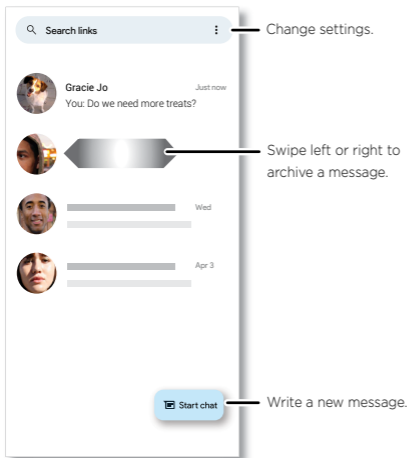 Search links
Change settings.
Gracie Jo
Just now
You: Do we need more treats?
Swipe left or right to
archive a message.
Wed
Apr 3
Start chat
Write a new message.